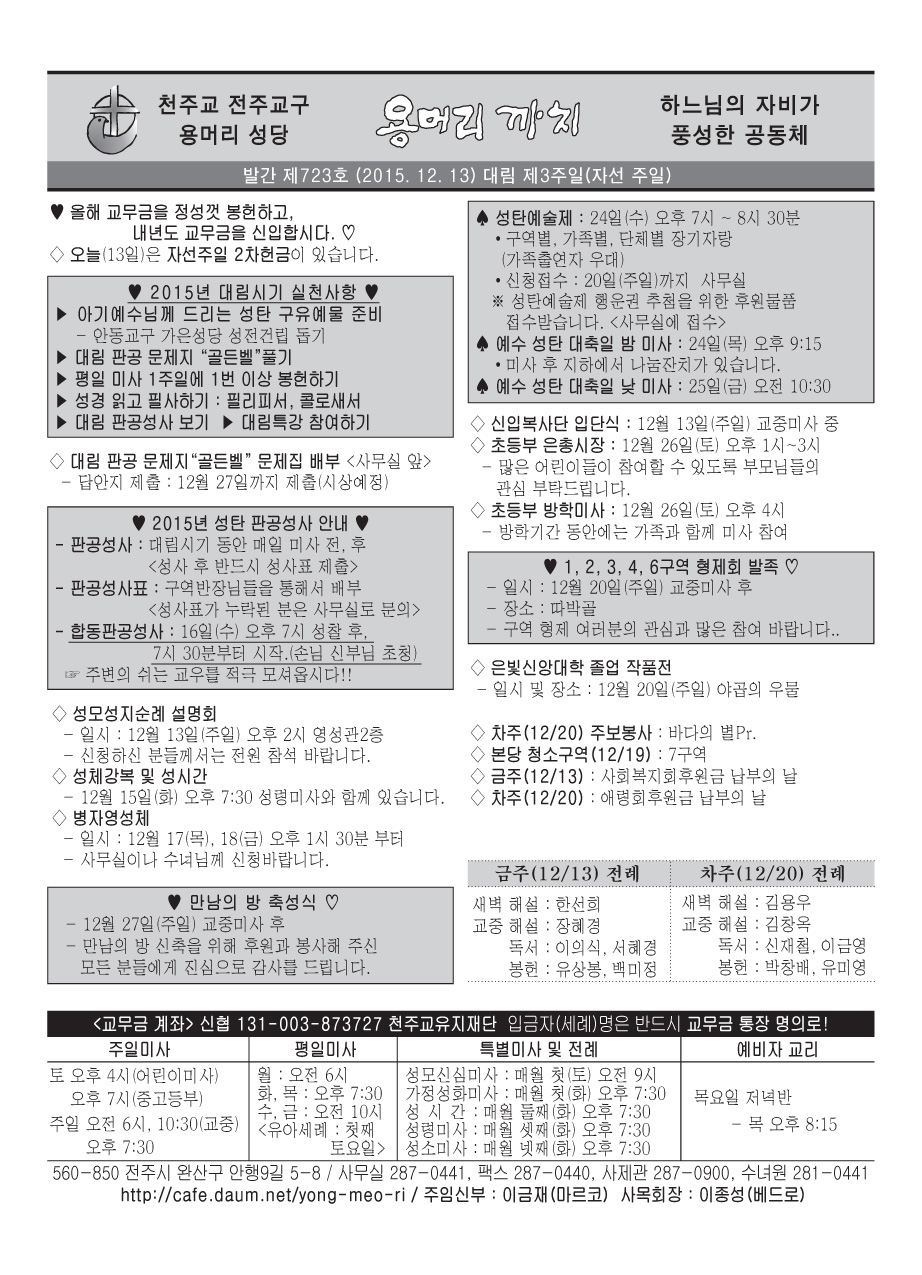 천주교 전주교구
용머리 성당
용머리 까치
하느님의 자비가
풍성한 공동체
발간 제723호 (2015. 12. 13) 대림 제3주일(자선 주일)
♥ 올해 교무금을 정성껏 봉헌하고,
내년도 교무금을 신입합시다. ♡
◇ 오늘(13일)은 자선주일 2차헌금이 있습니다.
♥ 2015년 대림시기 실천사항 ♥
▶ 아기예수님께 드리는 성탄 구유예물 준비
- 안동교구 가은성당 성전건립 돕기
▶ 대림 판공 문제지 “골든벨”풀기
▶ 평일 미사 1주일에 1번 이상 봉헌하기
▶ 성경 읽고 필사하기 : 필리피서, 콜로새서
▶ 대림 판공성사 보기 ▶ 대림특강 참여하기
◇ 대림 판공 문제지“골든벨” 문제집 배부 <사무실 앞>
- 답안지 제출 : 12월 27일까지 제출(시상예정)
♥ 2015년 성탄 판공성사 안내 ♥
- 판공성사 : 대림시기 동안 매일 미사 전, 후
<성사 후 반드시 성사표 제출>
- 판공성사표 : 구역반장님들을 통해서 배부
<성사표가 누락된 분은 사무실로 문의>
- 합동판공성사 : 16일(수) 오후 7시 성찰 후,
7시 30분부터 시작.(손님 신부님 초청)
☞ 주변의 쉬는 교우를 적극 모셔옵시다!!
◇ 성모성지순례 설명회
- 일시 : 12월 13일(주일) 오후 2시 영성관2층
- 신청하신 분들께서는 전원 참석 바랍니다.
◇ 성체강복 및 성시간
- 12월 15일(화) 오후 7:30 성령미사와 함께 있습니다.
◇ 병자영성체
- 일시 : 12월 17(목), 18(금) 오후 1시 30분 부터
- 사무실이나 수녀님께 신청바랍니다.
♥ 만남의 방 축성식 ♡
- 12월 27일(주일) 교중미사 후
- 만남의 방 신축을 위해 후원과 봉사해 주신
모든 분들에게 진심으로 감사를 드립니다.
♠ 성탄예술제 : 24일(수) 오후 7시 ~ 8시 30분
• 구역별, 가족별, 단체별 장기자랑
(가족출연자 우대)
• 신청접수 : 20일(주일)까지 사무실
※ 성탄예술제 행운권 추첨을 위한 후원물품
접수받습니다. <사무실에 접수>
♠ 예수 성탄 대축일 밤 미사 : 24일(목) 오후 9:15
• 미사 후 지하에서 나눔잔치가 있습니다.
♠ 예수 성탄 대축일 낮 미사 : 25일(금) 오전 10:30
◇ 신입복사단 입단식 : 12월 13일(주일) 교중미사 중
◇ 초등부 은총시장 : 12월 26일(토) 오후 1시~3시
- 많은 어린이들이 참여할 수 있도록 부모님들의
관심 부탁드립니다.
◇ 초등부 방학미사 : 12월 26일(토) 오후 4시
- 방학기간 동안에는 가족과 함께 미사 참여
♥ 1, 2, 3, 4, 6구역 형제회 발족 ♡
- 일시 : 12월 20일(주일) 교중미사 후
- 장소 : 따박골
- 구역 형제 여러분의 관심과 많은 참여 바랍니다..
◇ 은빛신앙대학 졸업 작품전
- 일시 및 장소 : 12월 20일(주일) 야곱의 우물
◇ 차주(12/20) 주보봉사 : 바다의 별Pr.
◇ 본당 청소구역(12/19) : 7구역
◇ 금주(12/13) : 사회복지회후원금 납부의 날
◇ 차주(12/20) : 애령회후원금 납부의 날
금주(12/13) 전례
새벽 해설 : 한선희
교중 해설 : 장혜경
독서 : 이의식, 서혜경
봉헌 : 유상봉, 백미정
차주(12/20) 전례
새벽 해설 : 김용우
교중 해설 : 김창옥
독서 : 신재철, 이금영
봉헌 : 박창배, 유미영
<교무금 계좌> 신협 131-003-873727 천주교유지재단 입금자(세례)명은 반드시 교무금 통장 명의로!
주일미사
토 오후 4시(어린이미사)
오후 7시(중고등부)
주일 오전 6시, 10:30(교중)
오후 7:30
평일미사
월 : 오전 6시
화, 목 : 오후 7:30
수, 금 : 오전 10시
<유아세례 : 첫째
토요일>
특별미사 및 전례
성모신심미사 : 매월 첫(토) 오전 9시
가정성화미사 : 매월 첫(화) 오후 7:30
성 시 간 : 매월 둘째(화) 오후 7:30
성령미사 : 매월 셋째(화) 오후 7:30
성소미사 : 매월 넷째(화) 오후 7:30
예비자 교리
목요일 저녁반
- 목 오후 8:15
560-850 전주시 완산구 안행9길 5-8 / 사무실 287-0441, 팩스 287-0440, 사제관 287-0900, 수녀원 281-0441
http://cafe.daum.net/yong-meo-ri / 주임신부 : 이금재(마르코) 사목회장 : 이종성(베드로)